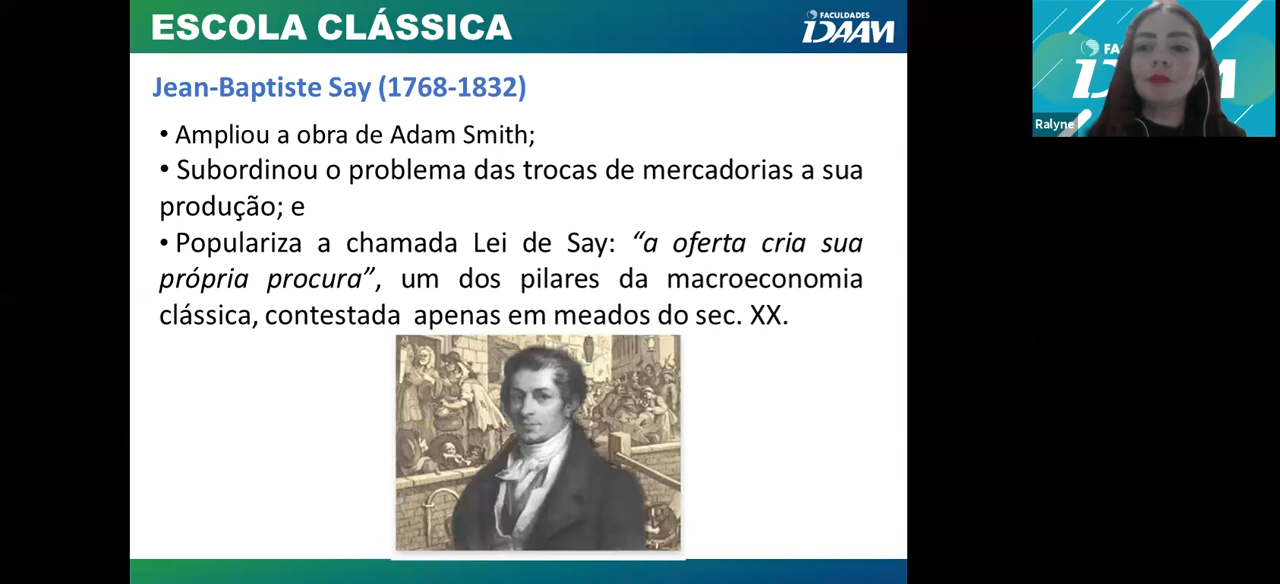 ESCOLA CLÁSSICA
FACULDADES
IDAAM
Jean-Baptiste Say (1768-1832)
• Ampliou a obra de Adam Smith;
• Subordinou o problema das trocas de mercadorias a sua
produção; e
• Populariza a chamada Lei de Say: “a oferta cria sua
própria procura”, um dos pilares da macroeconomia
clássica, contestada apenas em meados do sec. XX.
FA
Ralyne